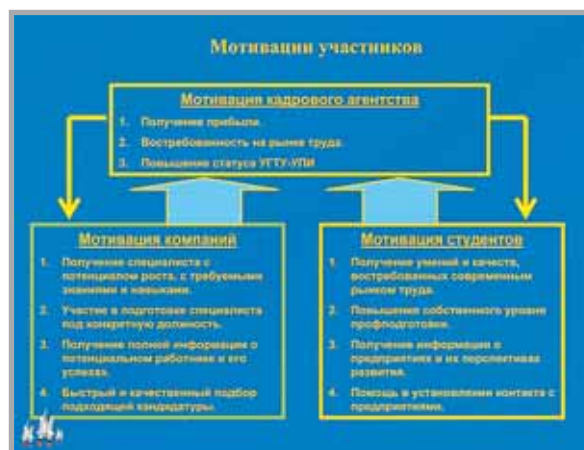 Мотивации участников
Мотивация кадрового агентства
1. Получение прибыли.
2. Востребованность на рынке труда.
3. Повышение статуса УГТУ-УПИ
Мотивация компаний
1. Получение специалиста с
потенциалом роста, с требуемыми
знаниями и навыками.
2. Участие в подготовке специалиста
под конкретную должность.
3. Получение полной информации о
потенциальном работнике и его
успехах.
4. Быстрый и качественный подбор
подходящей кандидатуры.
Мотивация студентов
1. Получение умений и качеств,
востребованных современным
рынком труда.
2. Повышения собственного уровня
профподготовки.
3. Получение информации о
предприятиях и их перспективах
развития.
4. Помощь в установлении контакта с
предприятиями.